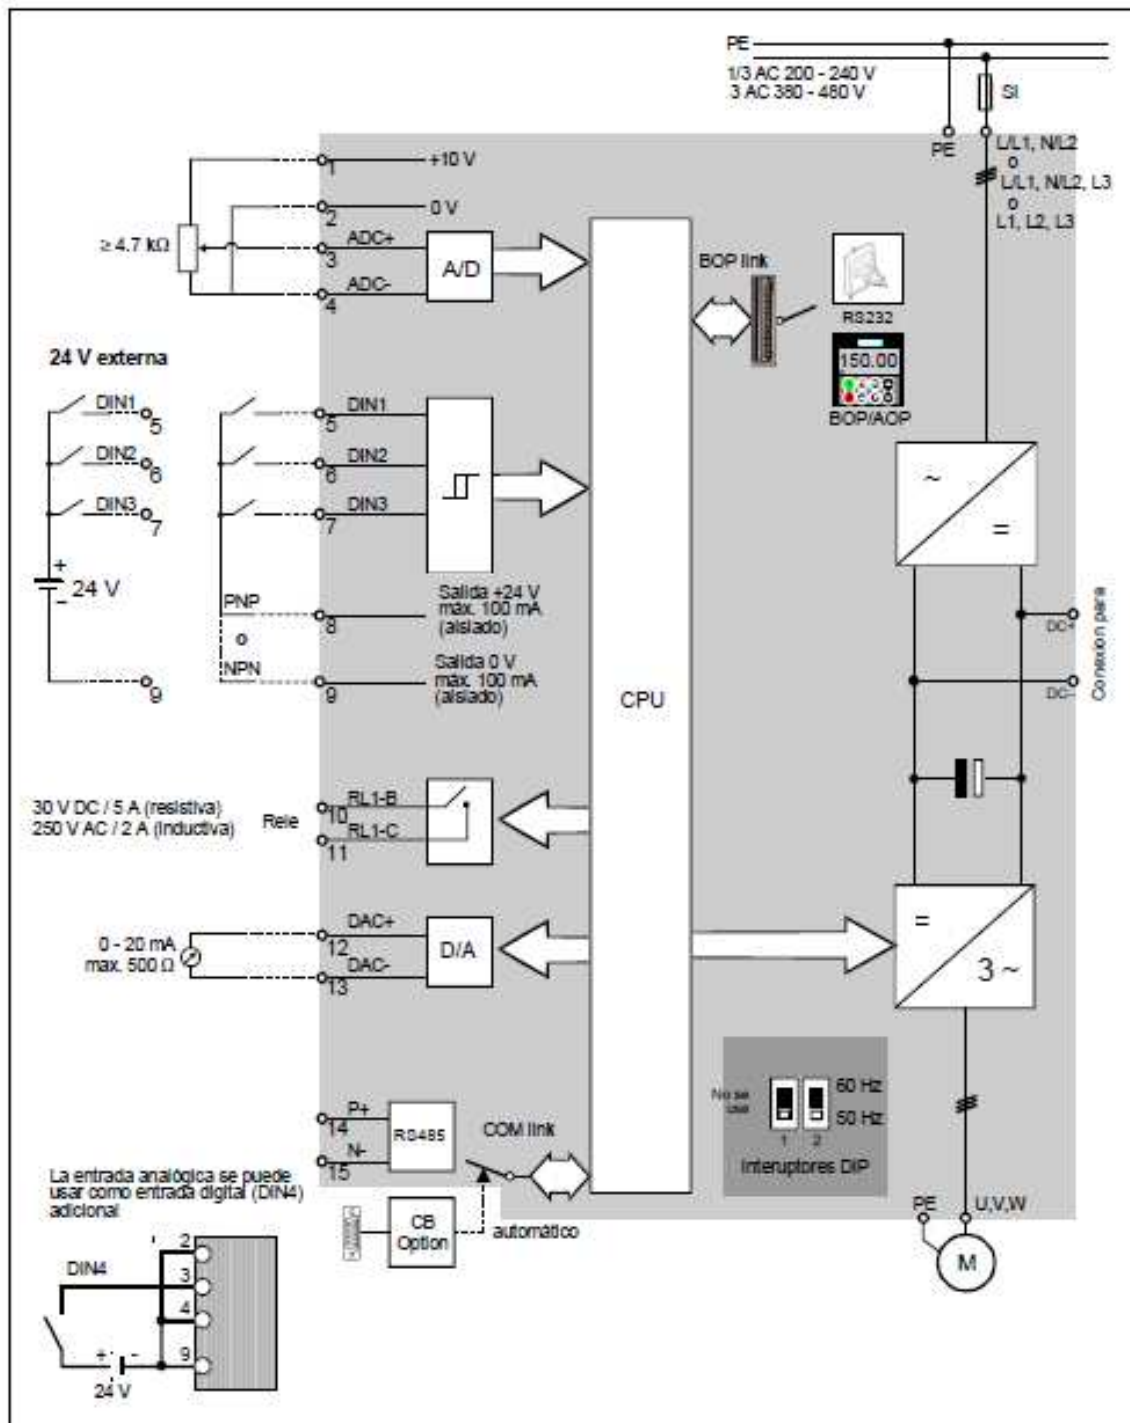 PE
1/3 AC 200 - 240 V
3 AC 380 - 480 V
SI
PE
L/L1, N/L2
o
L/L1, N/L2, L3
o
L1, L2, L3
1
+10 V
2
0 V
≥ 4.7 kΩ
3
ADC+
4
ADC-
A/D
BOP link
RS232
150.00
BOP/AOP
24 V externa
DIN1
5
DIN2
6
DIN3
7
+
24 V
−
9
5
DIN1
6
DIN2
7
DIN3
PNP
o
NPN
8
Salida +24 V
máx. 100 mA
(aislado)
9
Salida 0 V
máx. 100 mA
(aislado)
CPU
~
=
DC+
DC-
Conexion para
30 V DC / 5 A (resistiva)
250 V AC / 2 A (inductiva)
Rele
RL1-B
10
RL1-C
11
0 - 20 mA
max. 500 Ω
DAC+
12
DAC-
13
D/A
=
3 ~
P+
14
N-
15
RS485
COM link
CB
Option
automático
No se
use
60 Hz
50 Hz
1 2
Interuptores DIP
PE
U,V,W
M
La entrada analógica se puede
usar como entrada digital (DIN4)
adicional
DIN4
2
3
4
9
+ -
24 V